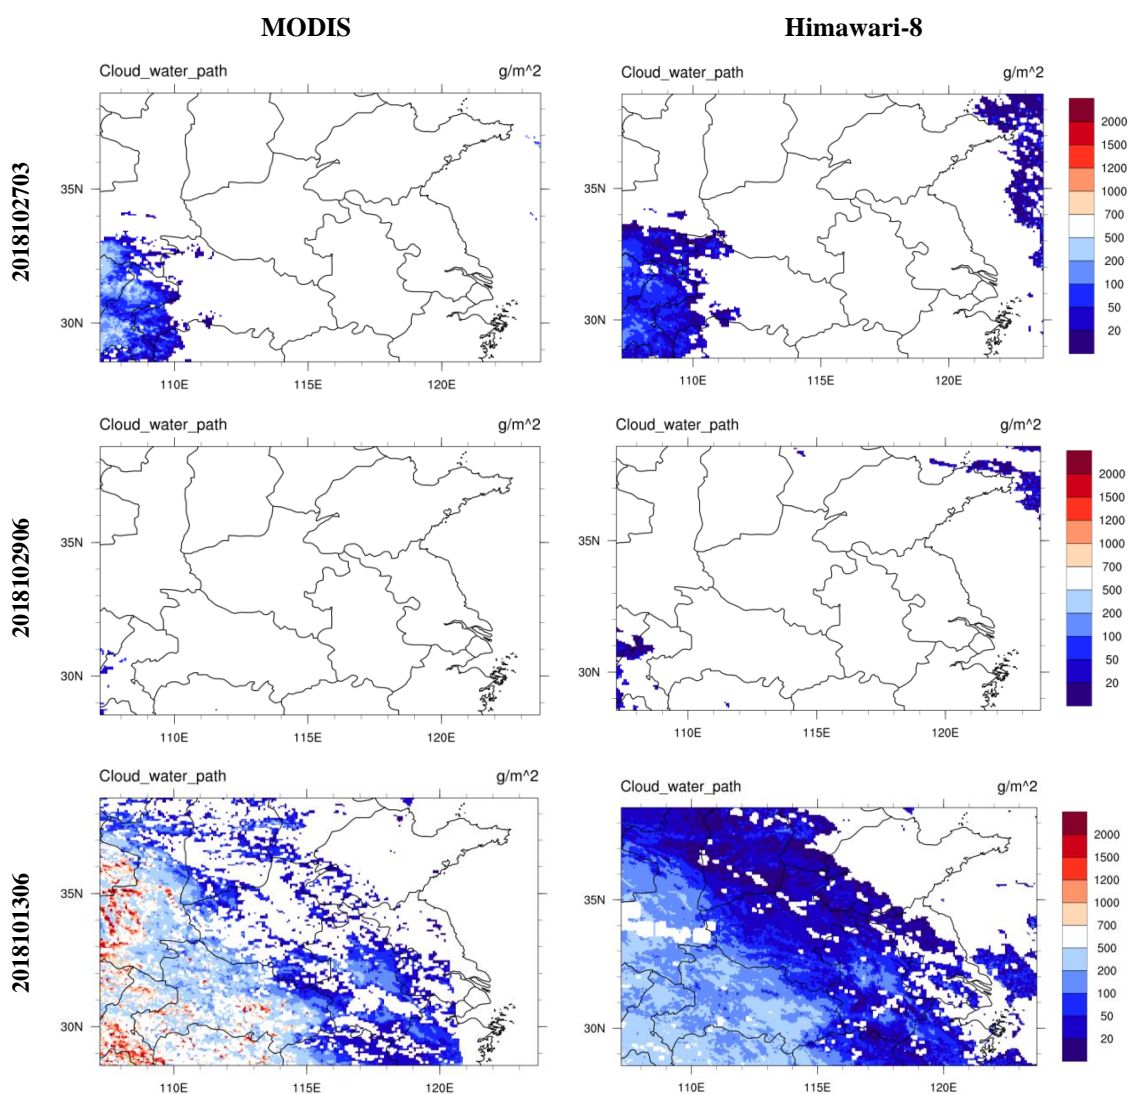 MODIS
Himawari-8
2018102703
Cloud_water_path g/m^2
35N
30N
110E 115E 120E
Cloud_water_path g/m^2
35N
30N
110E 115E 120E
2000
1500
1200
1000
700
500
200
100
50
20
2018102906
Cloud_water_path g/m^2
35N
30N
110E 115E 120E
Cloud_water_path g/m^2
35N
30N
110E 115E 120E
2000
1500
1200
1000
700
500
200
100
50
20
2018101306
Cloud_water_path g/m^2
35N
30N
110E 115E 120E
Cloud_water_path g/m^2
35N
30N
110E 115E 120E
2000
1500
1200
1000
700
500
200
100
50
20